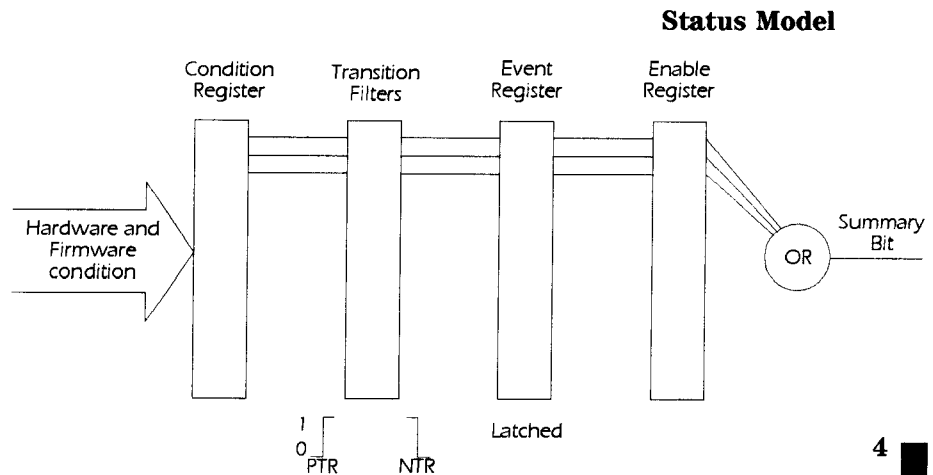 Status Model
Condition
Register
Transition
Filters
Event
Register
Enable
Register
Hardware and
Firmware
condition
OR
Summary
Bit
1
0
PTR
NTR
Latched
4